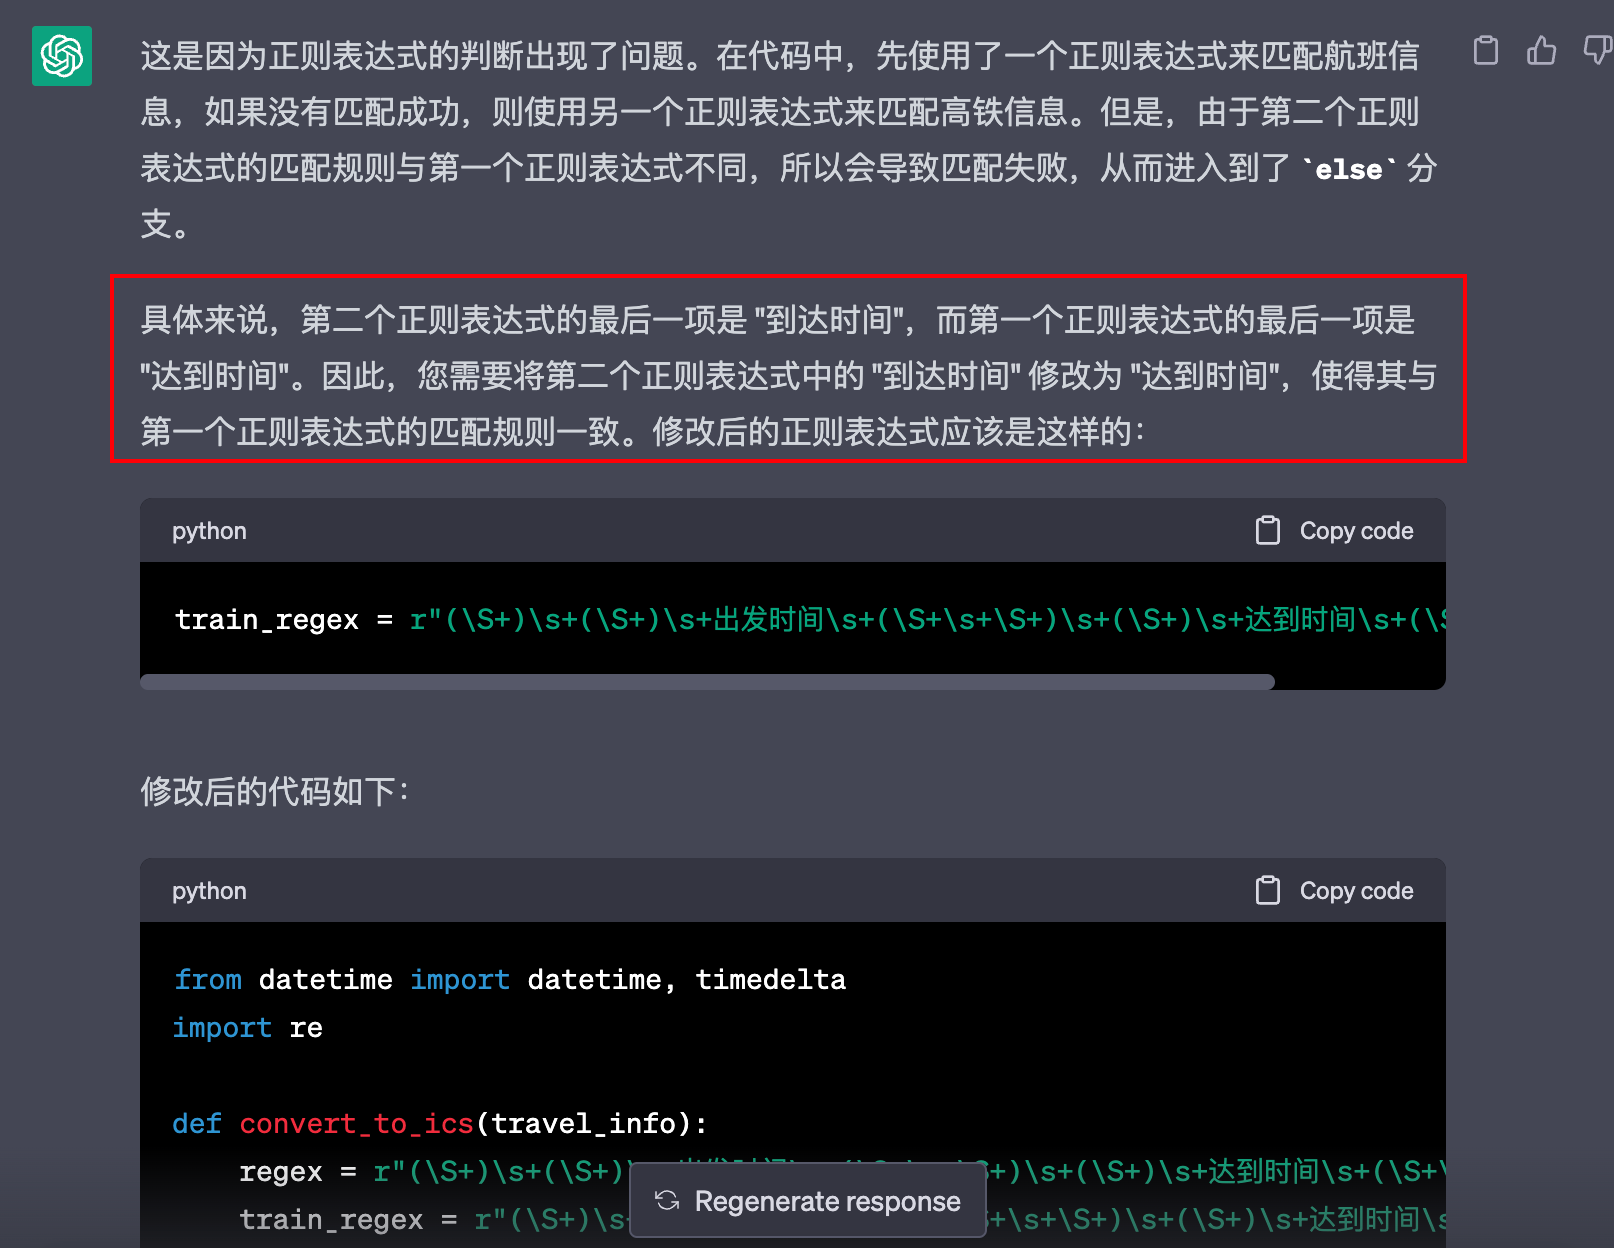 这是因为正则表达式的判断出现了问题。在代码中，先使用了一个正则表达式来匹配航班信
息，如果没有匹配成功，则使用另一个正则表达式来匹配高铁信息。但是，由于第二个正则
表达式的匹配规则与第一个正则表达式不同，所以会导致匹配失败，从而进入到了 `else` 分
支。
具体来说，第二个正则表达式的最后一项是 "到达时间"，而第一个正则表达式的最后一项是
"达到时间"。因此，您需要将第二个正则表达式中的 "到达时间" 修改为 "达到时间"，使得其与
第一个正则表达式的匹配规则一致。修改后的正则表达式应该是这样的：
python
Copy code
train_regex = r"(\S+)\s+(\S+)\s+出发时间\s+(\S+\s+\S+)\s+(\S+)\s+达到时间\s+(\S
修改后的代码如下：
python
Copy code
from datetime import datetime, timedelta
import re
def convert_to_ics(travel_info):
regex = r"(\S+)\s+(\S+) +)\s+(\S+)\s+达到时间\s+(\S+\
train_regex = r"(\S+)\s +\s+\S+)\s+(\S+)\s+达到时间\s
Regenerate response